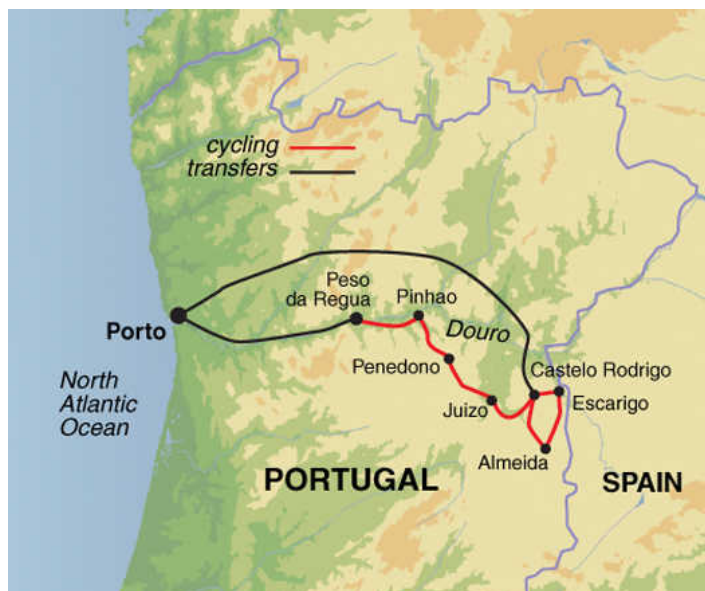 cycling
transfers
Peso
da Regua
Pinhao
Porto
Douro
Penedono
Castelo Rodrigo
North
Atlantic
Ocean
Juizo
Escarigo
Almeida
PORTUGAL
SPAIN